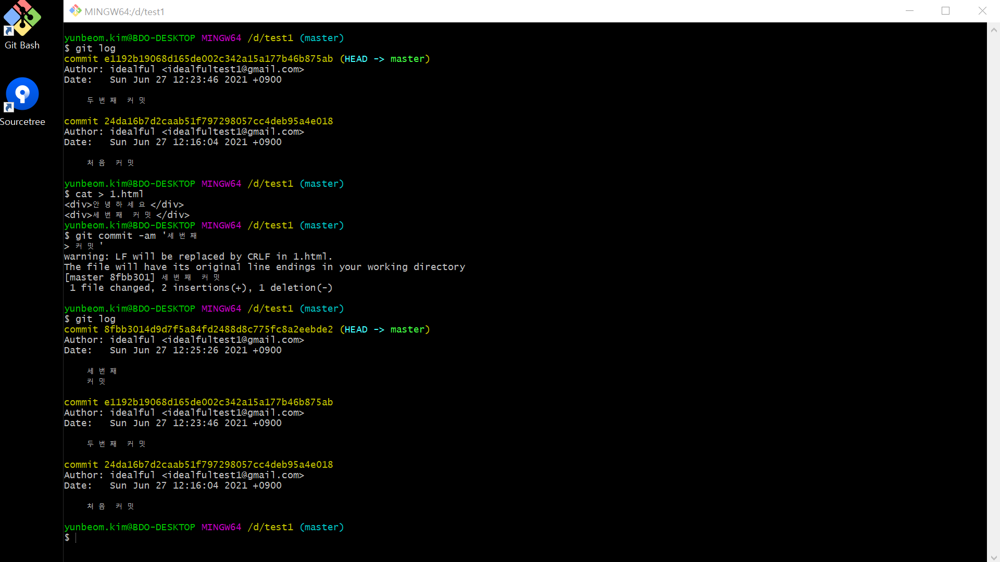 Git Bash
Sourcetree
MINGW64:/d/test1
yunbeom.kim@BDO-DESKTOP MINGW64 /d/test1 (master)
$ git log
commit e1192b19068d165de002c342a15a177b46b875ab (HEAD -> master)
Author: idealful <idealfultest1@gmail.com>
Date:   Sun Jun 27 12:23:46 2021 +0900
두번째 커밋
commit 24da16b7d2caab51f797298057cc4deb95a4e018
Author: idealful <idealfultest1@gmail.com>
Date:   Sun Jun 27 12:16:04 2021 +0900
처음 커밋
yunbeom.kim@BDO-DESKTOP MINGW64 /d/test1 (master)
$ cat > 1.html
<div>안녕하세요</div>
<div>세번째 커밋</div>
yunbeom.kim@BDO-DESKTOP MINGW64 /d/test1 (master)
$ git commit -am '세번째
> 커밋'
warning: LF will be replaced by CRLF in 1.html.
The file will have its original line endings in your working directory
[master 8fbb301] 세번째 커밋
1 file changed, 2 insertions(+), 1 deletion(-)
yunbeom.kim@BDO-DESKTOP MINGW64 /d/test1 (master)
$ git log
commit 8fbb3014d9d7f5a84fd2488d8c775fc8a2eebde2 (HEAD -> master)
Author: idealful <idealfultest1@gmail.com>
Date:   Sun Jun 27 12:25:26 2021 +0900
세번째
커밋
commit e1192b19068d165de002c342a15a177b46b875ab
Author: idealful <idealfultest1@gmail.com>
Date:   Sun Jun 27 12:23:46 2021 +0900
두번째 커밋
commit 24da16b7d2caab51f797298057cc4deb95a4e018
Author: idealful <idealfultest1@gmail.com>
Date:   Sun Jun 27 12:16:04 2021 +0900
처음 커밋
yunbeom.kim@BDO-DESKTOP MINGW64 /d/test1 (master)
$